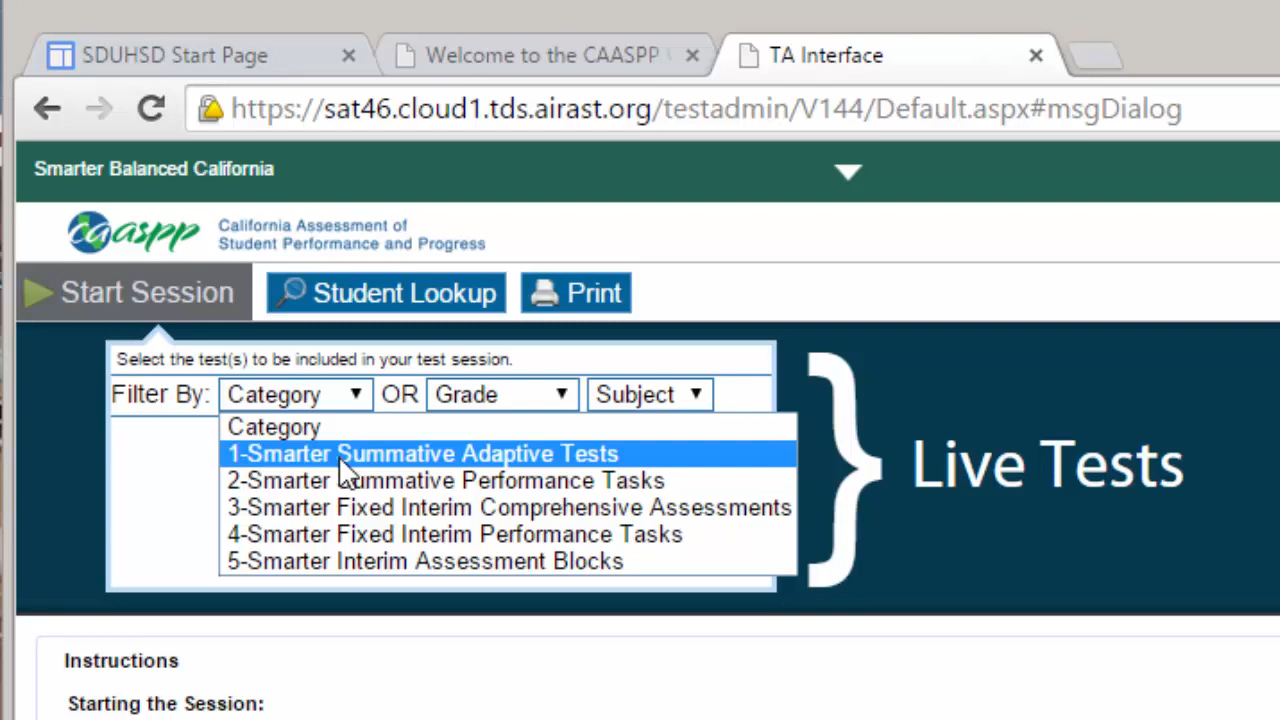 SDUHSD Start Page
Welcome to the CAASPP
TA Interface
https://sat46.cloud1.tds.airast.org/testadmin/V144/Default.aspx#msgDialog
Smarter Balanced California
caaspp
California Assessment of
Student Performance and Progress
Start Session
Student Lookup
Print
Select the test(s) to be included in your test session.
Filter By: Category OR Grade Subject
Category
1-Smarter Summative Adaptive Tests
2-Smarter Summative Performance Tasks
3-Smarter Fixed Interim Comprehensive Assessments
4-Smarter Fixed Interim Performance Tasks
5-Smarter Interim Assessment Blocks
} Live Tests
Instructions
Starting the Session: